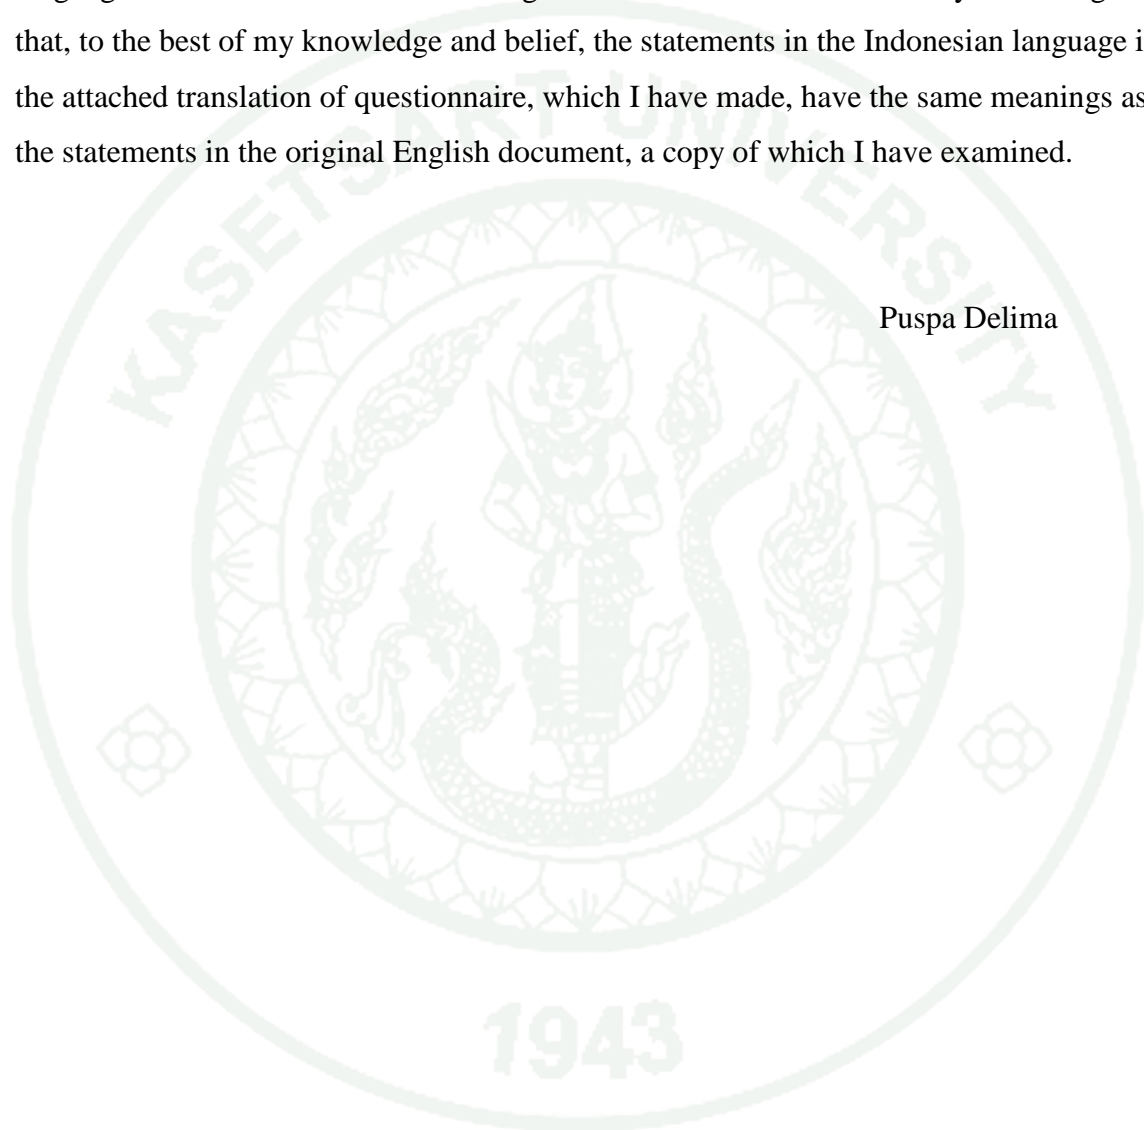 that, to the best of my knowledge and belief, the statements in the Indonesian language
the attached translation of questionnaire, which I have made, have the same meanings as
the statements in the original English document, a copy of which I have examined.
Puspa Delima
KASETSART UNIVERSITY
1943